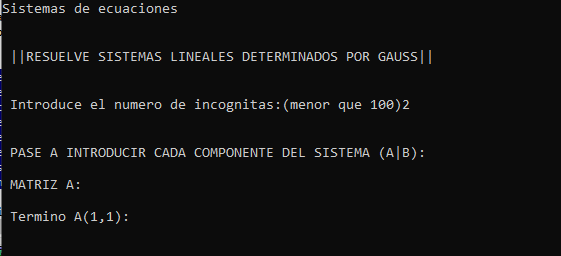 Sistemas de ecuaciones
||RESUELVE SISTEMAS LINEALES DETERMINADOS POR GAUSS||
Introduce el numero de incognitas:(menor que 100)2
PASE A INTRODUCIR CADA COMPONENTE DEL SISTEMA (A|B):
MATRIZ A:
Termino A(1,1):